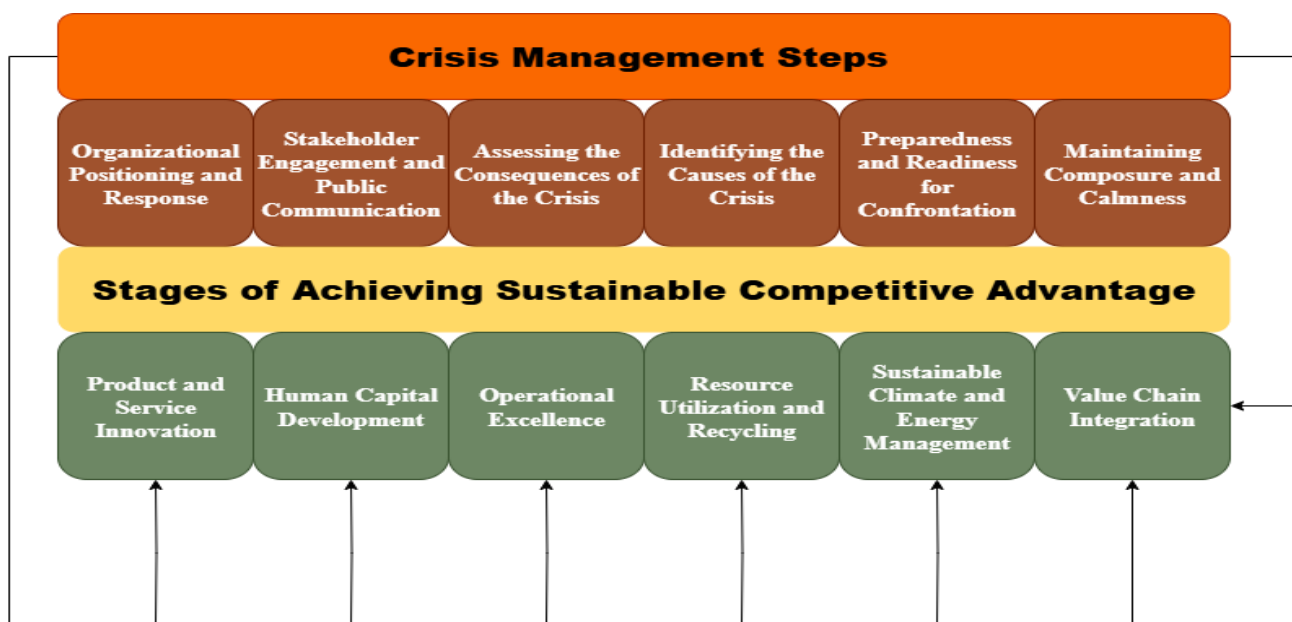 Crisis Management Steps
Organizational
Positioning and
Response
Stakeholder
Engagement and
Public
Communication
Assessing the
Consequences of
the Crisis
Identifying the
Causes of the
Crisis
Preparedness
and Readiness
for
Confrontation
Maintaining
Composure and
Calmness
Stages of Achieving Sustainable Competitive Advantage
Product and
Service
Innovation
Human Capital
Development
Operational
Excellence
Resource
Utilization and
Recycling
Sustainable
Climate and
Energy
Management
Value Chain
Integration